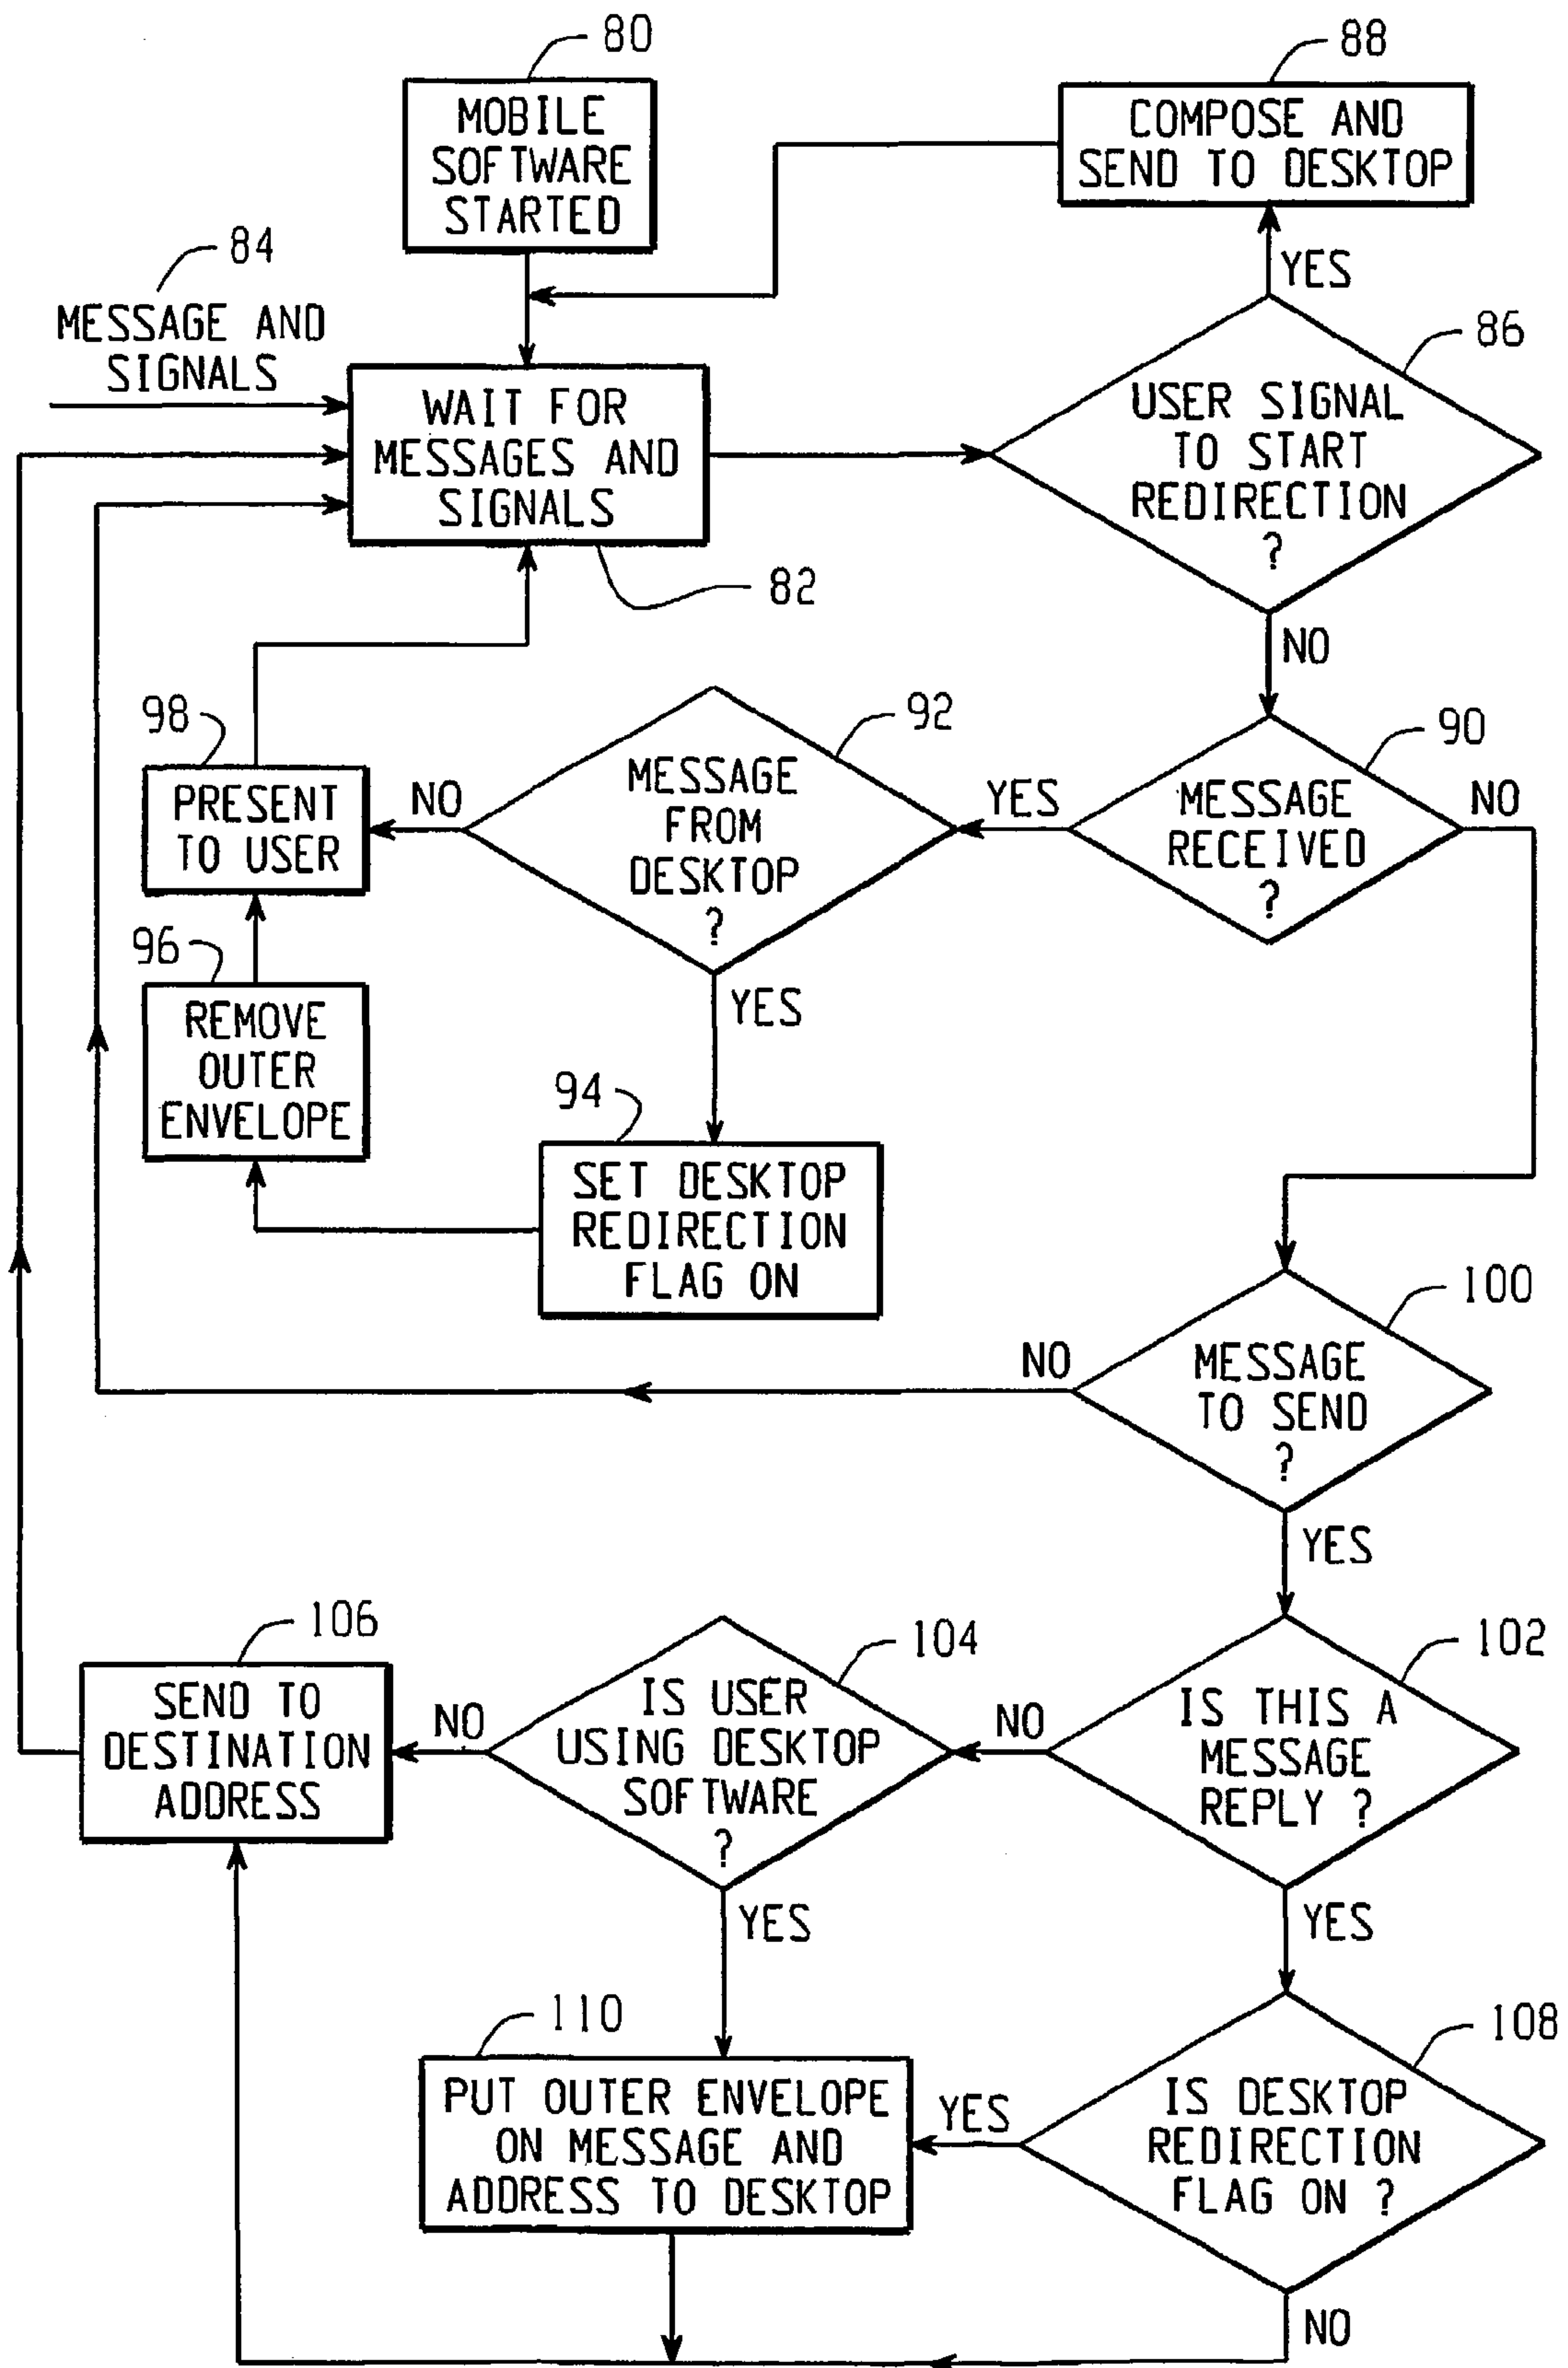 80
MOBILE
SOFTWARE
STARTED
88
COMPOSE AND
SEND TO DESKTOP
84
MESSAGE AND
SIGNALS
YES
86
USER SIGNAL
TO START
REDIRECTION
?
WAIT FOR
MESSAGES AND
SIGNALS
82
NO
98
PRESENT
TO USER
NO
92
MESSAGE
FROM
DESKTOP
?
YES
90
MESSAGE
RECEIVED
?
NO
96
REMOVE
OUTER
ENVELOPE
YES
94
SET DESKTOP
REDIRECTION
FLAG ON
100
NO
MESSAGE
TO SEND
?
YES
106
SEND TO
DESTINATION
ADDRESS
NO
104
IS USER
USING DESKTOP
SOFTWARE
?
NO
102
IS THIS A
MESSAGE
REPLY ?
YES
YES
110
PUT OUTER ENVELOPE
ON MESSAGE AND
ADDRESS TO DESKTOP
YES
108
IS DESKTOP
REDIRECTION
FLAG ON ?
NO